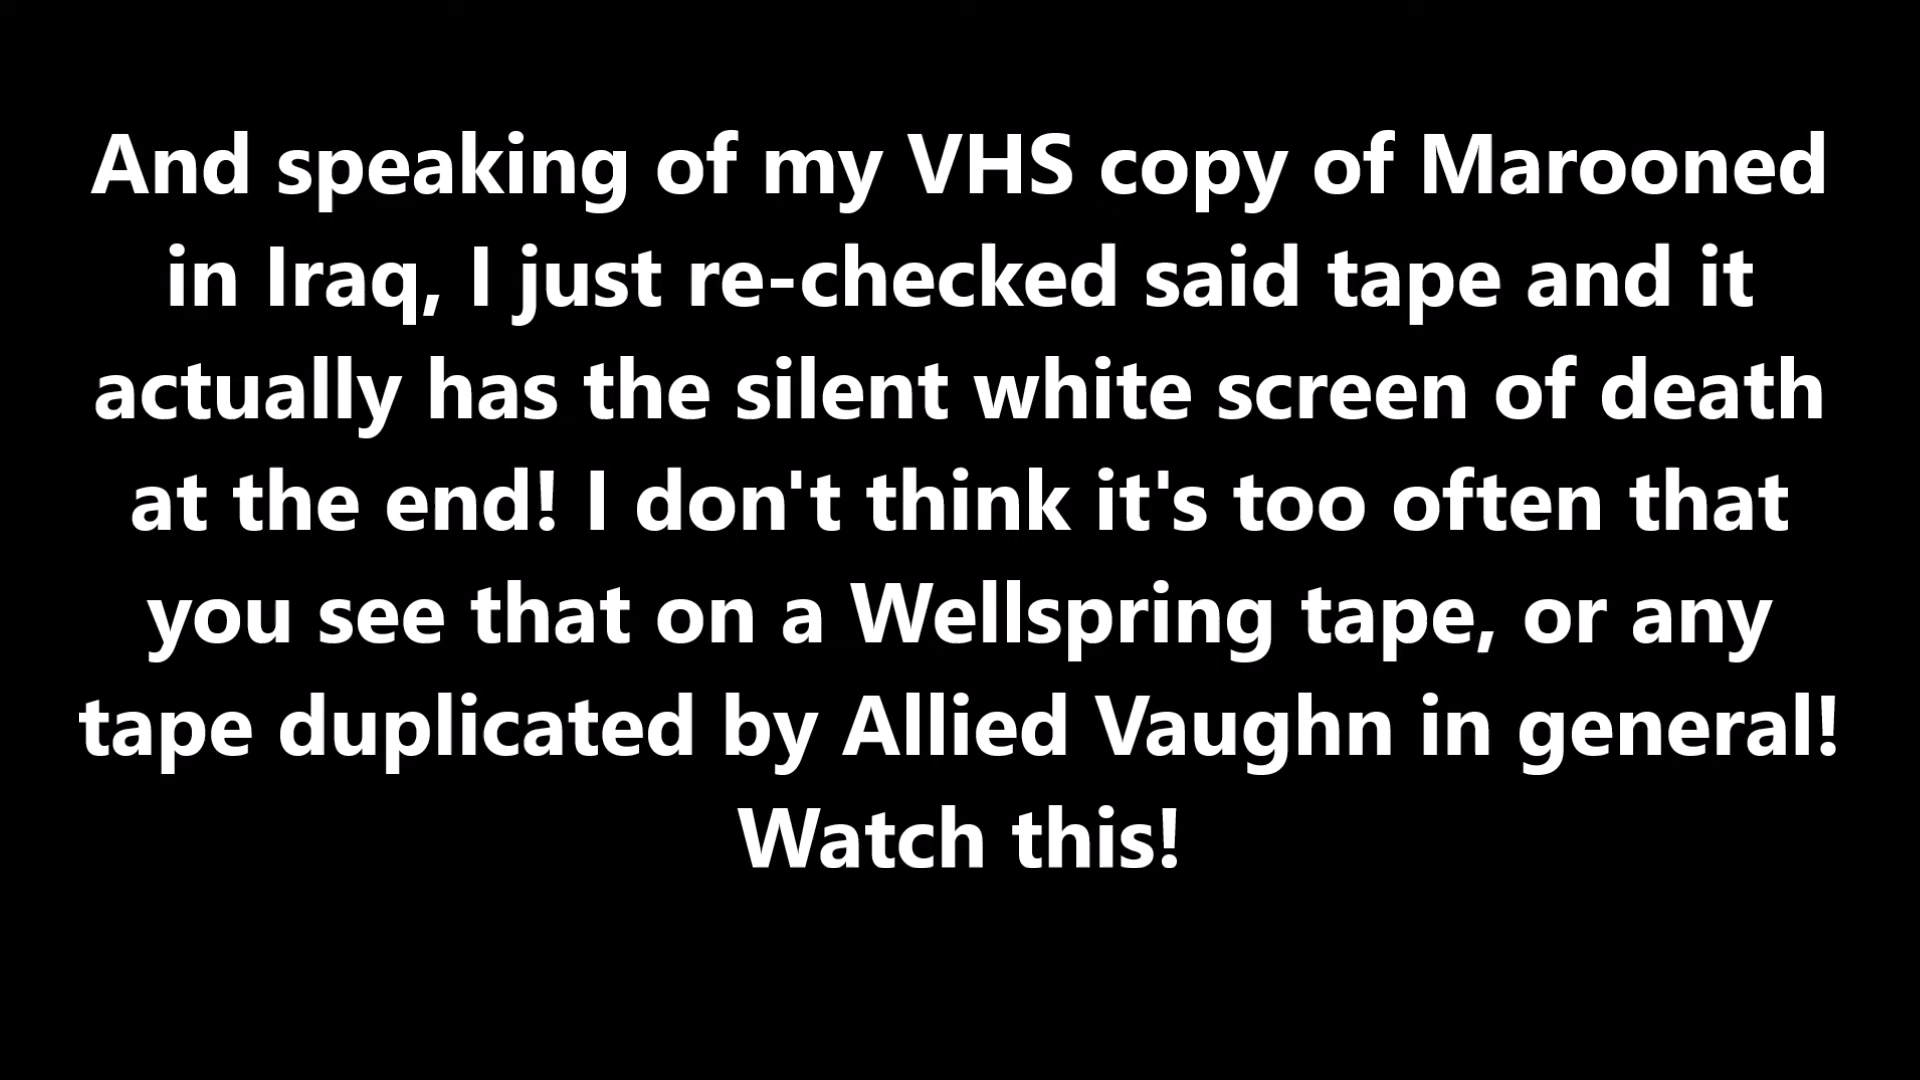 And speaking of my VHS copy of Marooned
in Iraq, I just re-checked said tape and it
actually has the silent white screen of death
at the end! I don't think it's too often that
you see that on a Wellspring tape, or any
tape duplicated by Allied Vaughn in general!
Watch this!